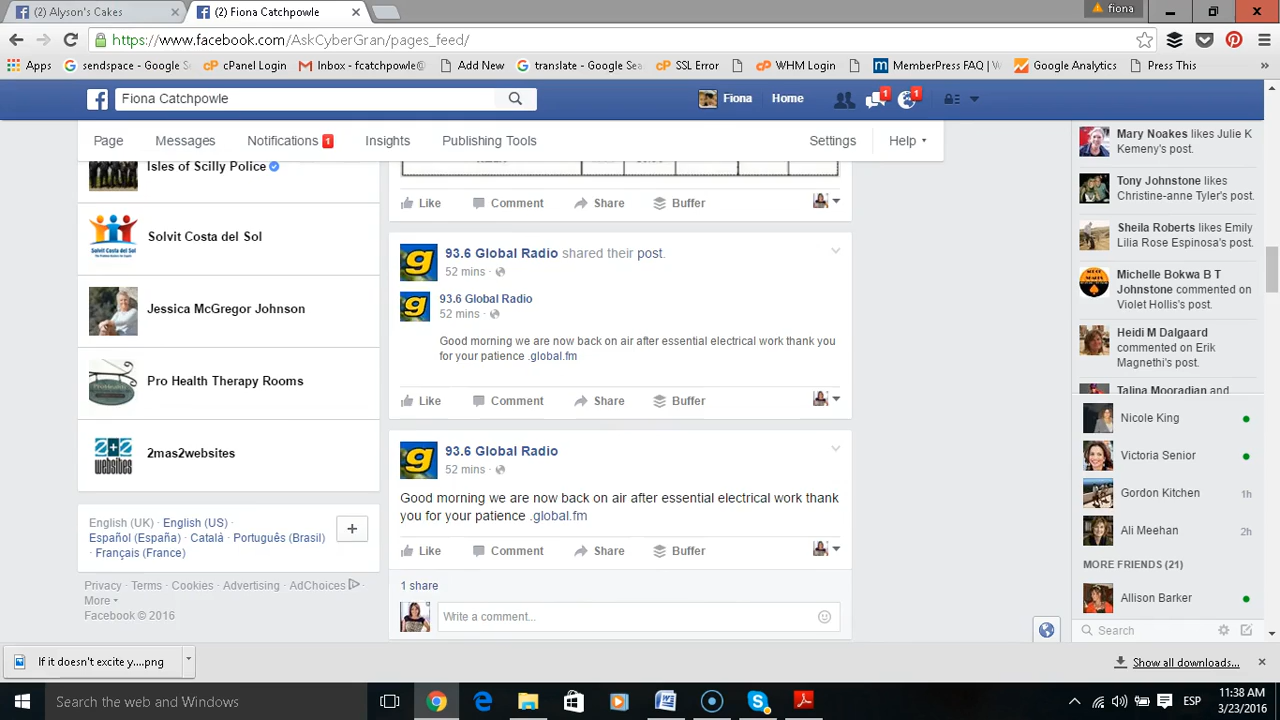 (2) Alyson's Cakes
(2) Fiona Catchpowle
fiona
https://www.facebook.com/AskCyberGran/pages_feed/
Apps
sendspace - Google Se
cPanel Login
Inbox - fcatchpowle@
Add New
translate - Google Sea
SSL Error
WHM Login
MemberPress FAQ | W
Google Analytics
Press This
Fiona Catchpowle
Fiona
Home
1
1
Page
Messages
Notifications 1
Insights
Publishing Tools
Settings
Help
Isles of Scilly Police
Solvit Costa del Sol
Jessica McGregor Johnson
Pro Health Therapy Rooms
2+2
websites
2mas2websites
English (UK) · English (US) ·
Español (España) · Català · Português (Brasil)
· Français (France)
Privacy · Terms · Cookies · Advertising · AdChoices ·
More
Facebook © 2016
Like Comment Share Buffer
93.6 Global Radio shared their post.
52 mins ·
93.6 Global Radio
52 mins ·
Good morning we are now back on air after essential electrical work thank you
for your patience .global.fm
Like Comment Share Buffer
93.6 Global Radio
52 mins ·
Good morning we are now back on air after essential electrical work thank
you for your patience .global.fm
Like Comment Share Buffer
1 share
Write a comment...
Mary Noakes likes Julie K
Kemeny's post.
Tony Johnstone likes
Christine-anne Tyler's post.
Sheila Roberts likes Emily
Lilia Rose Espinosa's post.
Michelle Bokwa B T
Johnstone commented on
Violet Hollis's post.
Heidi M Dalgaard
commented on Erik
Magnethi's post.
Talina Mooradian and
Nicole King
Victoria Senior
Gordon Kitchen 1h
Ali Meehan 2h
MORE FRIENDS (21)
Allison Barker
Search
If it doesn't excite y....png
Show all downloads...
Search the web and Windows
ESP
11:38 AM
3/23/2016